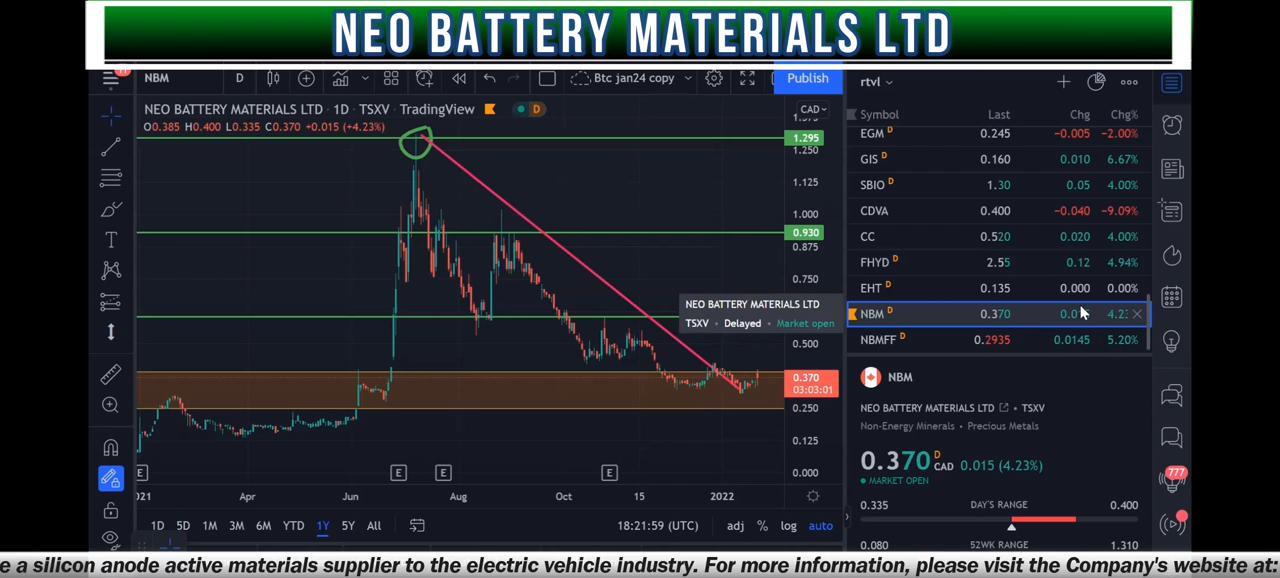 NEO BATTERY MATERIALS LTD
11
NBM
D
Btc jan24 copy
Publish
rtvl
NEO BATTERY MATERIALS LTD · 1D · TSXV · TradingView
D
O0.385 H0.400 L0.335 C0.370 +0.015 (+4.23%)
CAD
1.295
1.250
1.125
1.000
0.930
0.875
0.750
0.500
0.370
03:03:01
0.250
0.125
0.000
NEO BATTERY MATERIALS LTD
TSXV Delayed Market open
E E E E
Apr Jun Aug Oct 15 2022
1D 5D 1M 3M 6M YTD 1Y 5Y All
18:21:59 (UTC) adj % log auto
Symbol Last Chg Chg%
EGM D 0.245 −0.005 −2.00%
GIS D 0.160 0.010 6.67%
SBIO D 1.30 0.05 4.00%
CDVA 0.400 −0.040 −9.09%
CC 0.520 0.020 4.00%
FHYD D 2.55 0.12 4.94%
EHT D 0.135 0.000 0.00%
NBM D 0.370
NBMFF D 0.2935 0.0145 5.20%
NBM
NEO BATTERY MATERIALS LTD • TSXV
Non-Energy Minerals • Precious Metals
0.370 D CAD 0.015 (4.23%)
MARKET OPEN
0.335 DAY'S RANGE 0.400
0.080 52WK RANGE 1.310
777
e a silicon anode active materials supplier to the electric vehicle industry. For more information, please visit the Company's website at: